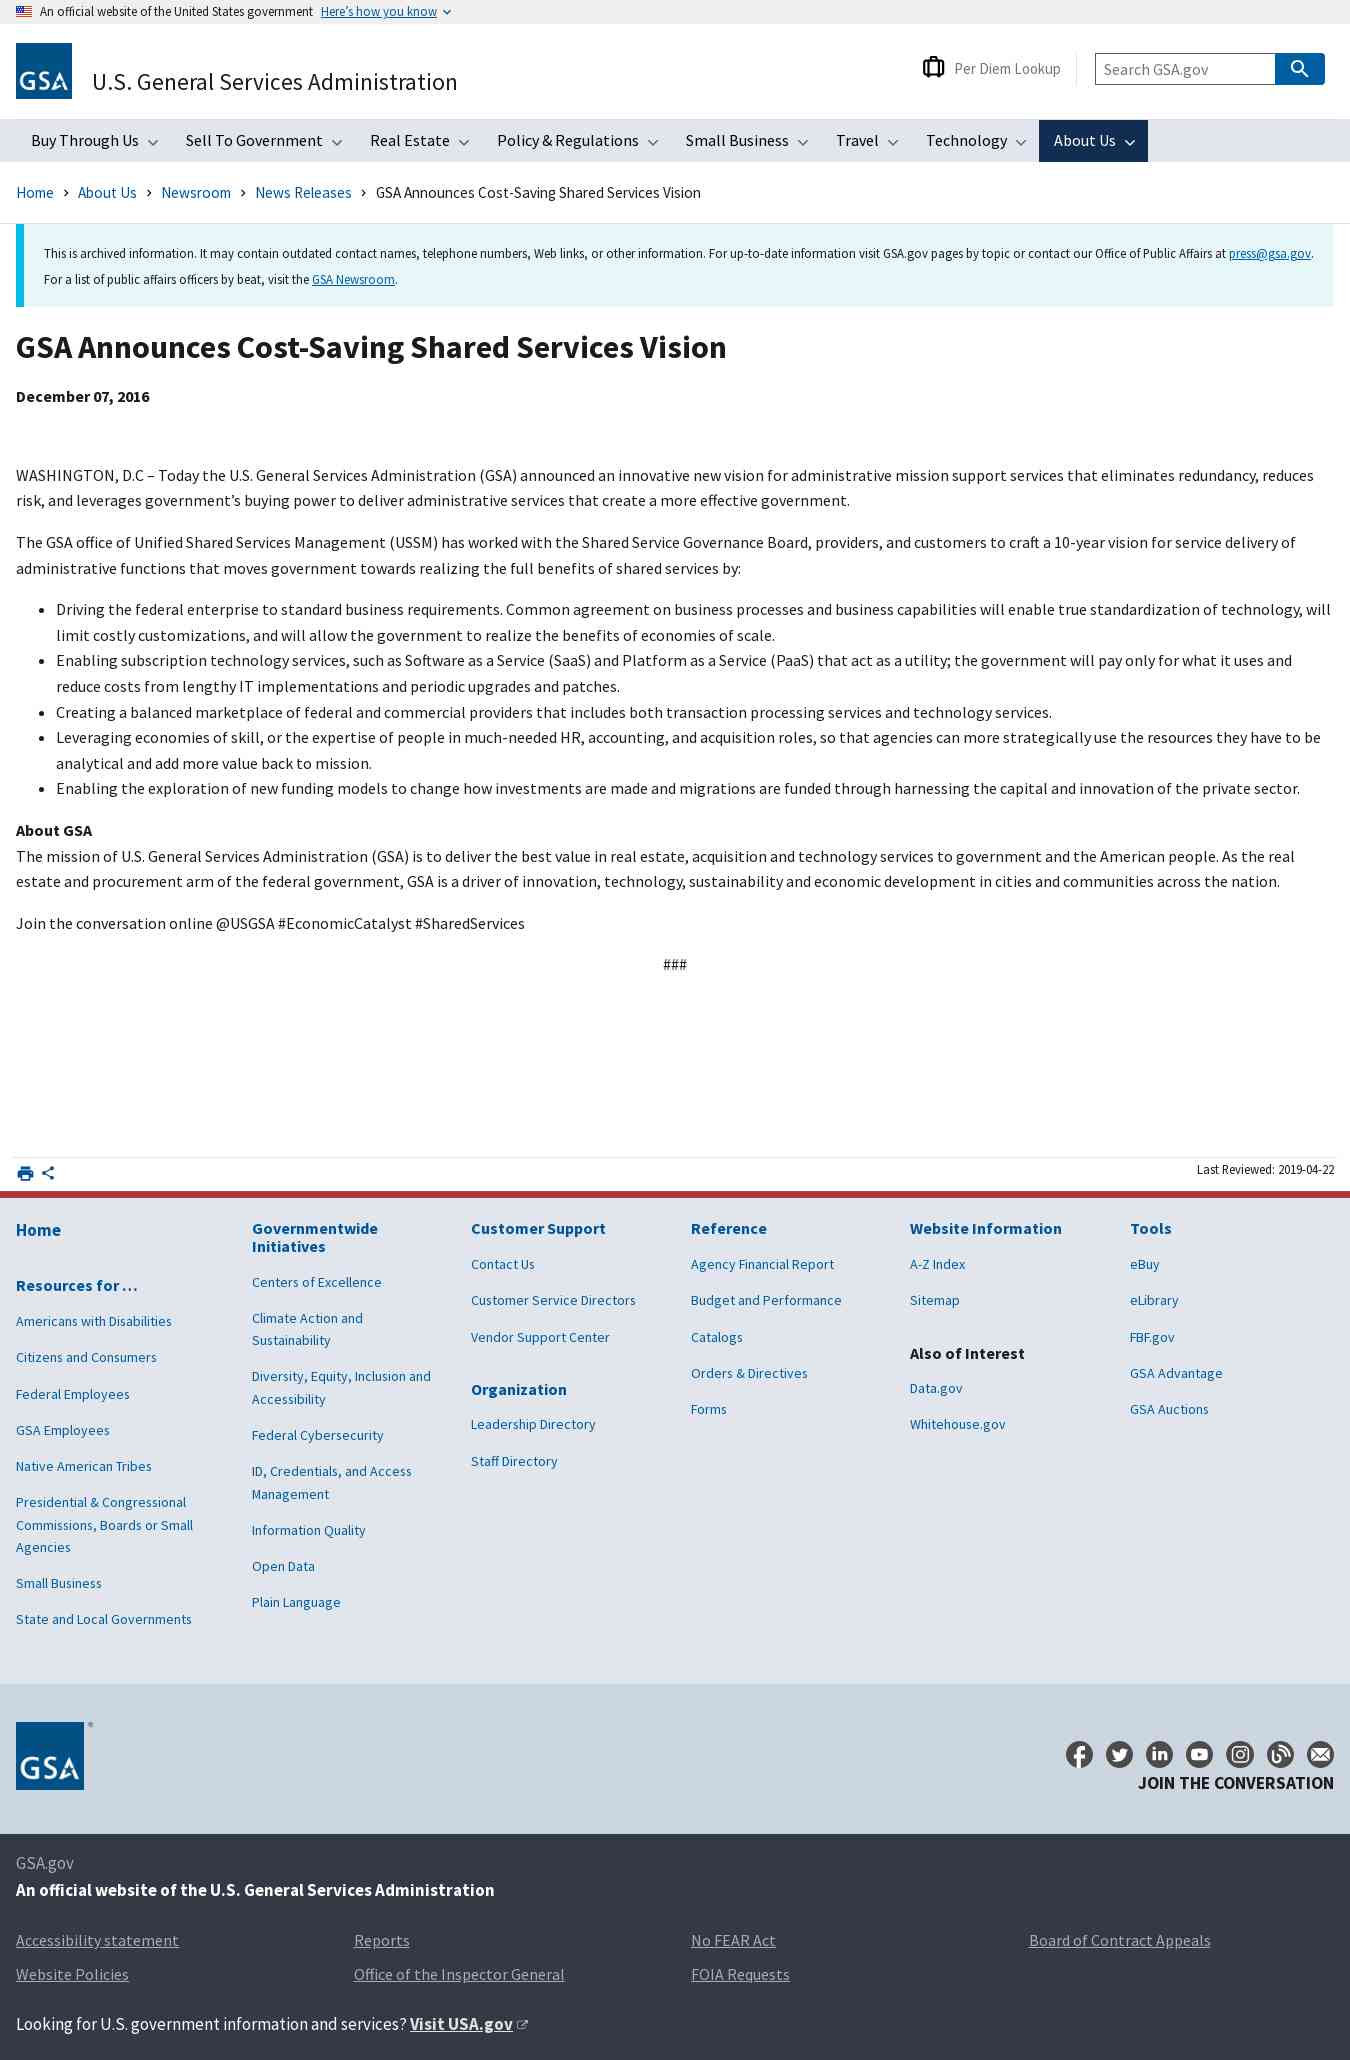 An official website of the United States government Here’s how you know
GSA
U.S. General Services Administration
Per Diem Lookup
Search GSA.gov
Buy Through Us Sell To Government Real Estate Policy & Regulations Small Business Travel Technology About Us
Home > About Us > Newsroom > News Releases > GSA Announces Cost-Saving Shared Services Vision
This is archived information. It may contain outdated contact names, telephone numbers, Web links, or other information. For up-to-date information visit GSA.gov pages by topic or contact our Office of Public Affairs at press@gsa.gov.
For a list of public affairs officers by beat, visit the GSA Newsroom.
GSA Announces Cost-Saving Shared Services Vision
December 07, 2016
WASHINGTON, D.C – Today the U.S. General Services Administration (GSA) announced an innovative new vision for administrative mission support services that eliminates redundancy, reduces
risk, and leverages government’s buying power to deliver administrative services that create a more effective government.
The GSA office of Unified Shared Services Management (USSM) has worked with the Shared Service Governance Board, providers, and customers to craft a 10-year vision for service delivery of
administrative functions that moves government towards realizing the full benefits of shared services by:
• Driving the federal enterprise to standard business requirements. Common agreement on business processes and business capabilities will enable true standardization of technology, will
limit costly customizations, and will allow the government to realize the benefits of economies of scale.
• Enabling subscription technology services, such as Software as a Service (SaaS) and Platform as a Service (PaaS) that act as a utility; the government will pay only for what it uses and
reduce costs from lengthy IT implementations and periodic upgrades and patches.
• Creating a balanced marketplace of federal and commercial providers that includes both transaction processing services and technology services.
• Leveraging economies of skill, or the expertise of people in much-needed HR, accounting, and acquisition roles, so that agencies can more strategically use the resources they have to be
analytical and add more value back to mission.
• Enabling the exploration of new funding models to change how investments are made and migrations are funded through harnessing the capital and innovation of the private sector.
About GSA
The mission of U.S. General Services Administration (GSA) is to deliver the best value in real estate, acquisition and technology services to government and the American people. As the real
estate and procurement arm of the federal government, GSA is a driver of innovation, technology, sustainability and economic development in cities and communities across the nation.
Join the conversation online @USGSA #EconomicCatalyst #SharedServices
###
Last Reviewed: 2019-04-22
Home
Resources for …
Americans with Disabilities
Citizens and Consumers
Federal Employees
GSA Employees
Native American Tribes
Presidential & Congressional
Commissions, Boards or Small
Agencies
Small Business
State and Local Governments
Governmentwide
Initiatives
Centers of Excellence
Climate Action and
Sustainability
Diversity, Equity, Inclusion and
Accessibility
Federal Cybersecurity
ID, Credentials, and Access
Management
Information Quality
Open Data
Plain Language
Customer Support
Contact Us
Customer Service Directors
Vendor Support Center
Organization
Leadership Directory
Staff Directory
Reference
Agency Financial Report
Budget and Performance
Catalogs
Orders & Directives
Forms
Website Information
A-Z Index
Sitemap
Also of Interest
Data.gov
Whitehouse.gov
Tools
eBuy
eLibrary
FBF.gov
GSA Advantage
GSA Auctions
GSA ®
JOIN THE CONVERSATION
GSA.gov
An official website of the U.S. General Services Administration
Accessibility statement Reports No FEAR Act Board of Contract Appeals
Website Policies Office of the Inspector General FOIA Requests
Looking for U.S. government information and services? Visit USA.gov